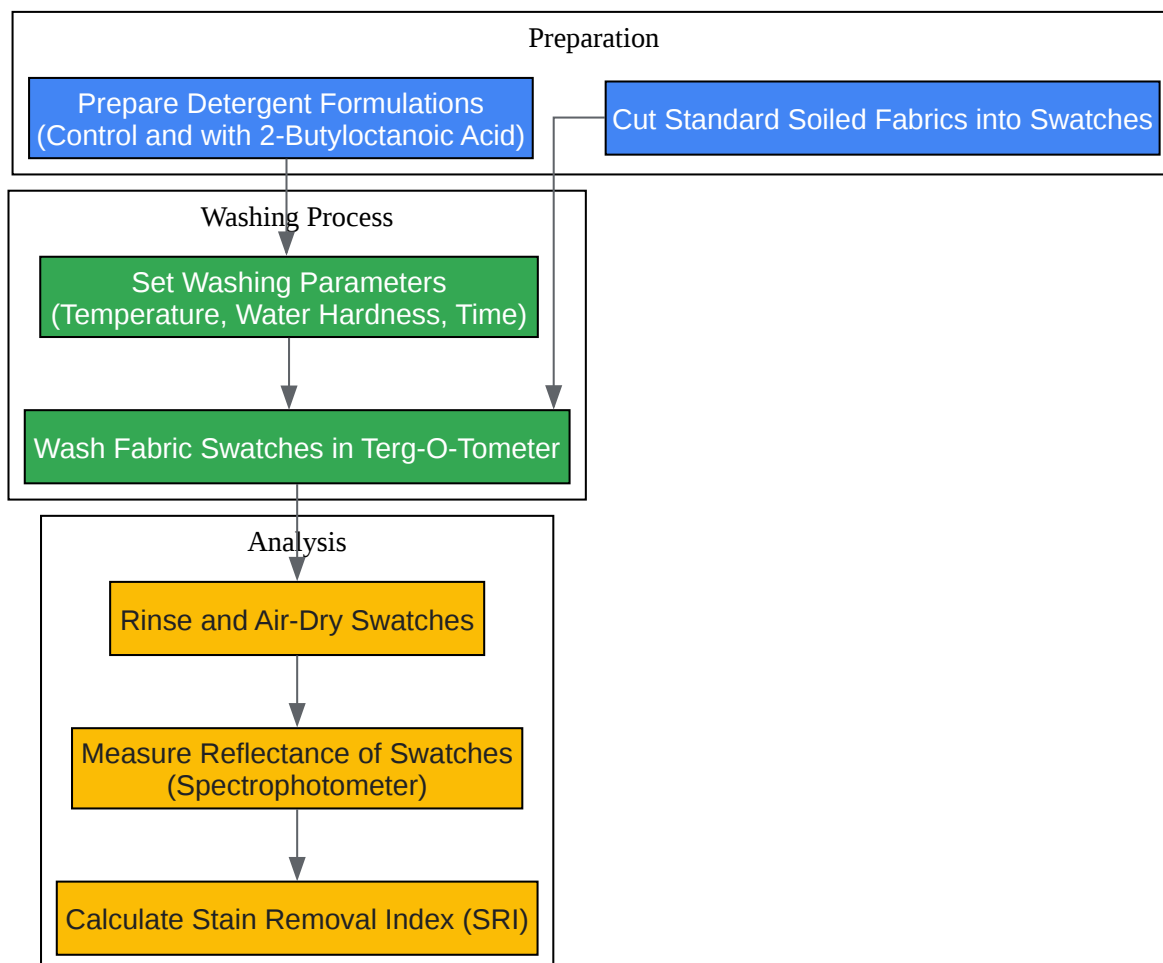 Preparation
Prepare Detergent Formulations
(Control and with 2-Butyloctanoic Acid)
Cut Standard Soiled Fabrics into Swatches
Washing Process
Set Washing Parameters
(Temperature, Water Hardness, Time)
Wash Fabric Swatches in Terg-O-Tometer
Analysis
Rinse and Air-Dry Swatches
Measure Reflectance of Swatches
(Spectrophotometer)
Calculate Stain Removal Index (SRI)